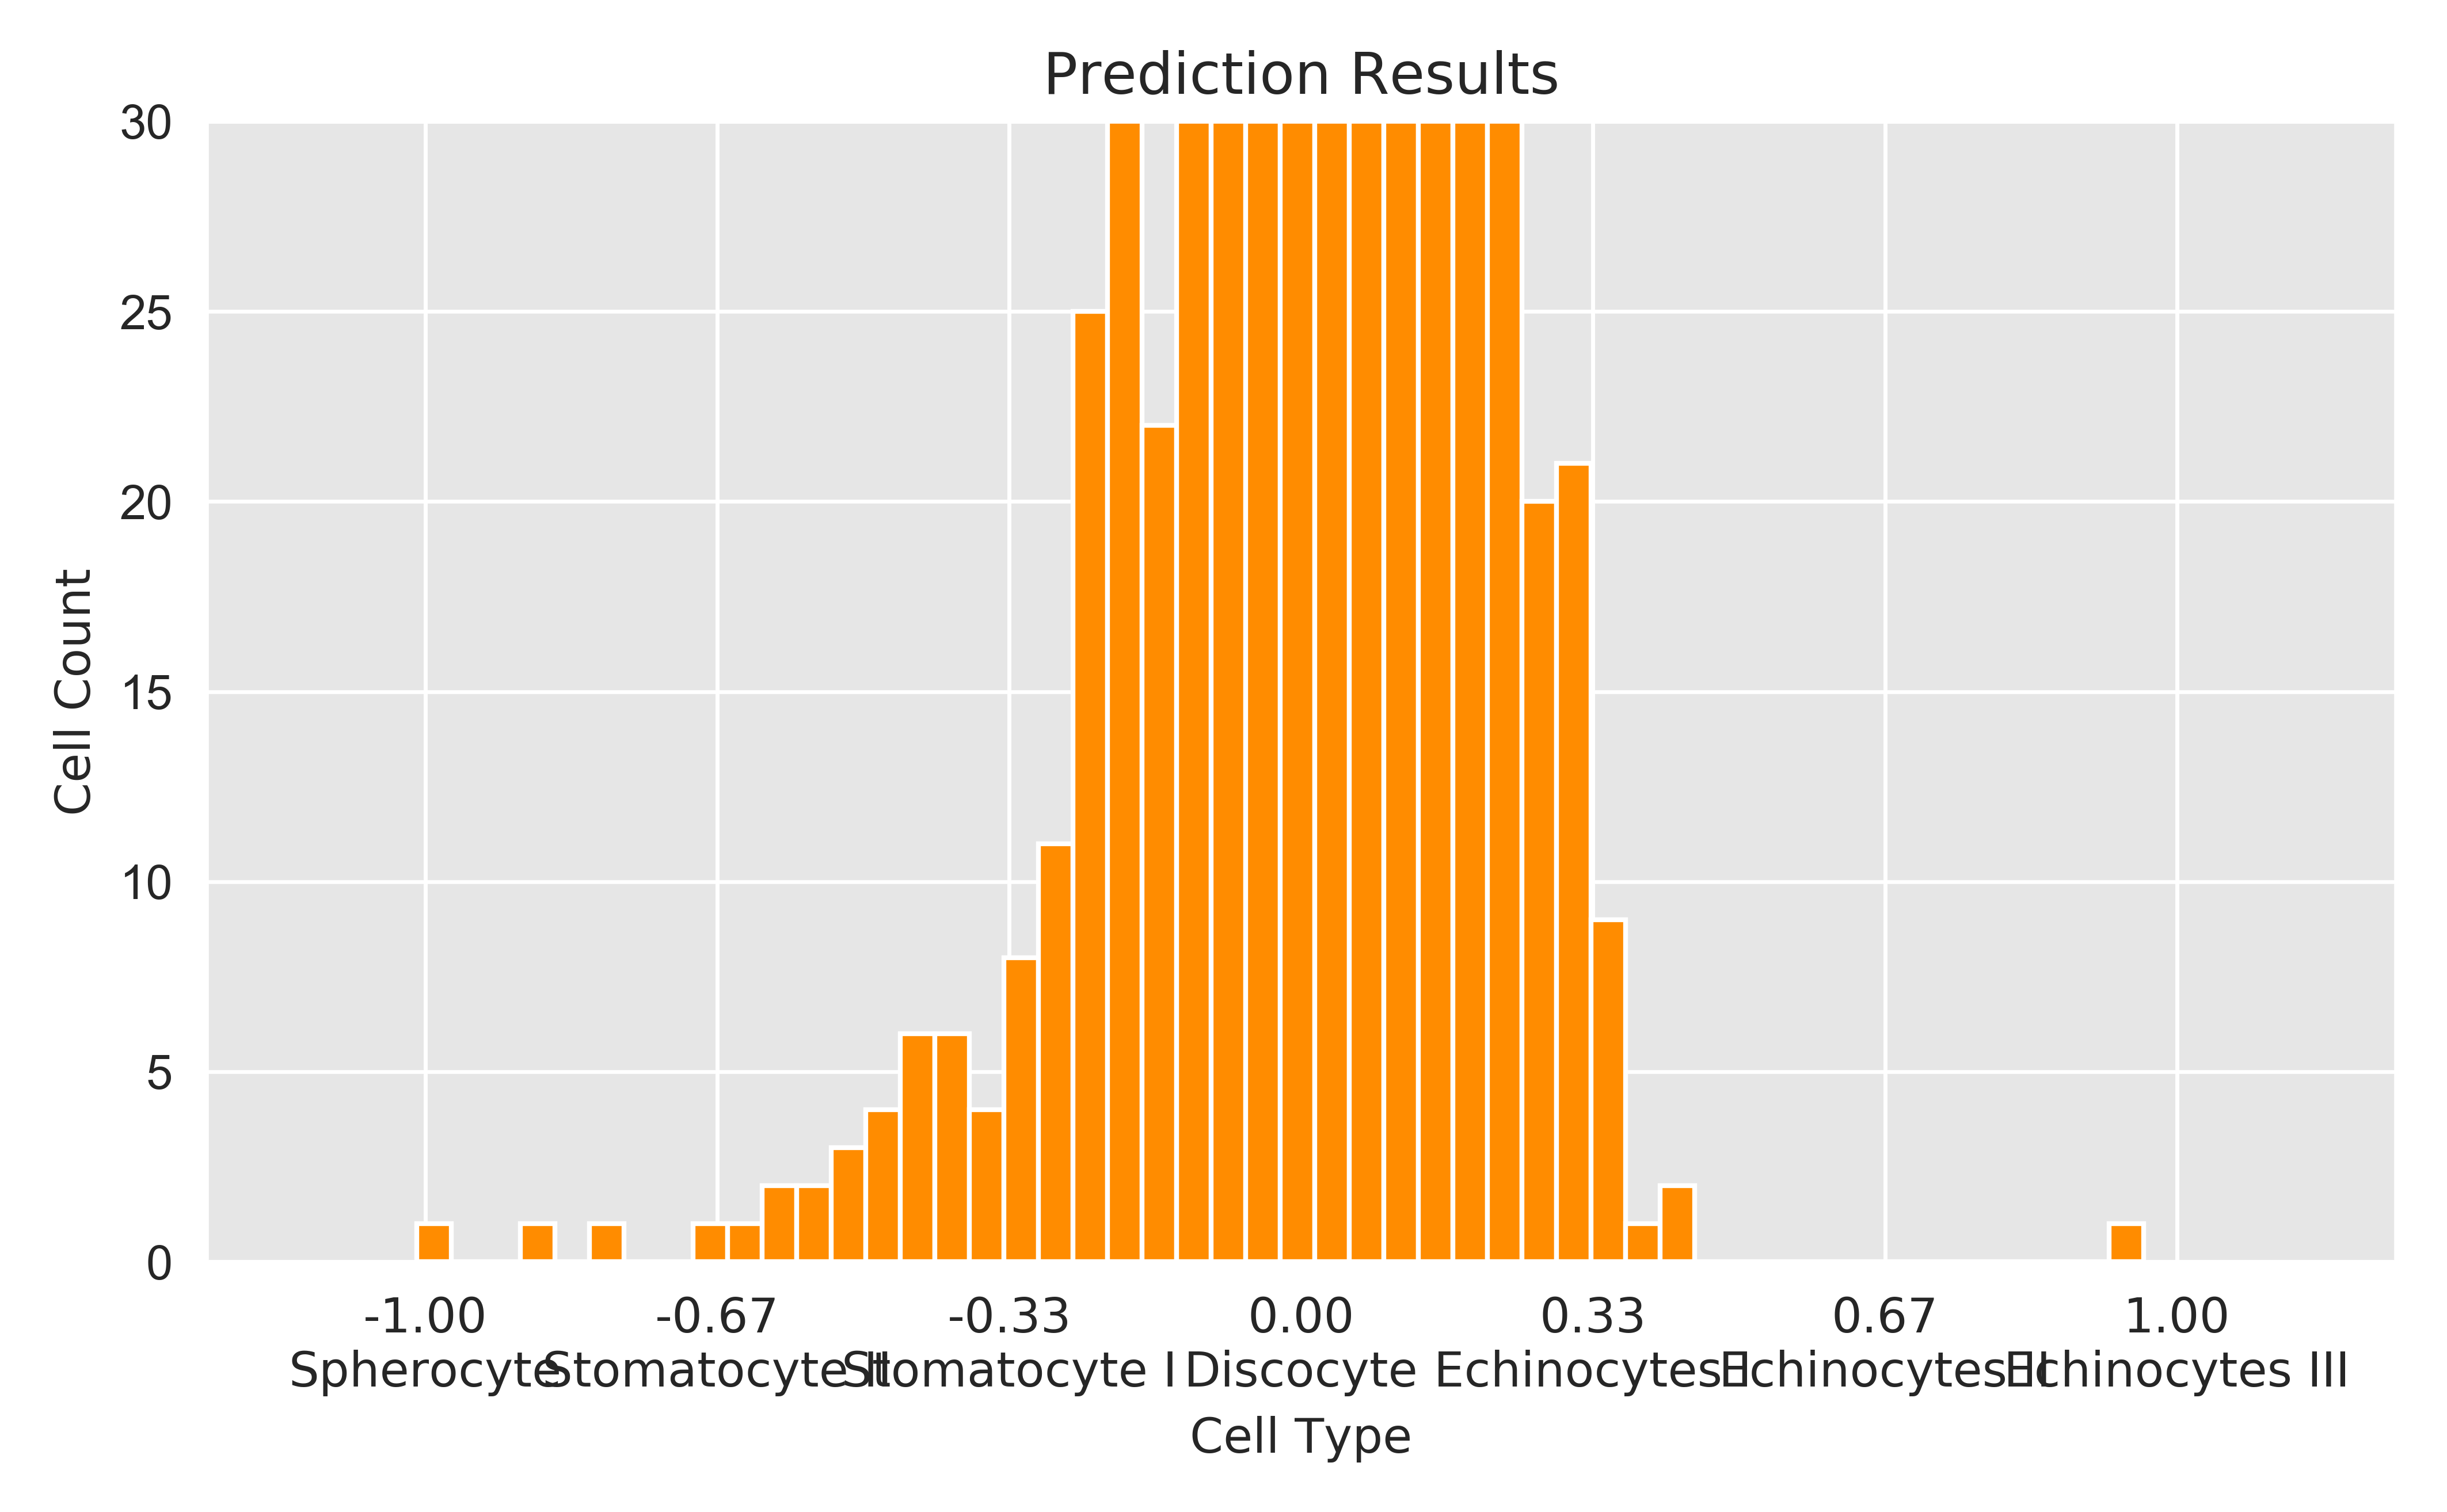 Prediction Results
30
25
20
15
10
5
0
Cell Count
-1.00 -0.67 -0.33 0.00 0.33 0.67 1.00
Spherocyte Stomatocyte II Stomatocyte I Discocyte Echinocytes I Echinocytes II Echinocytes III
Cell Type